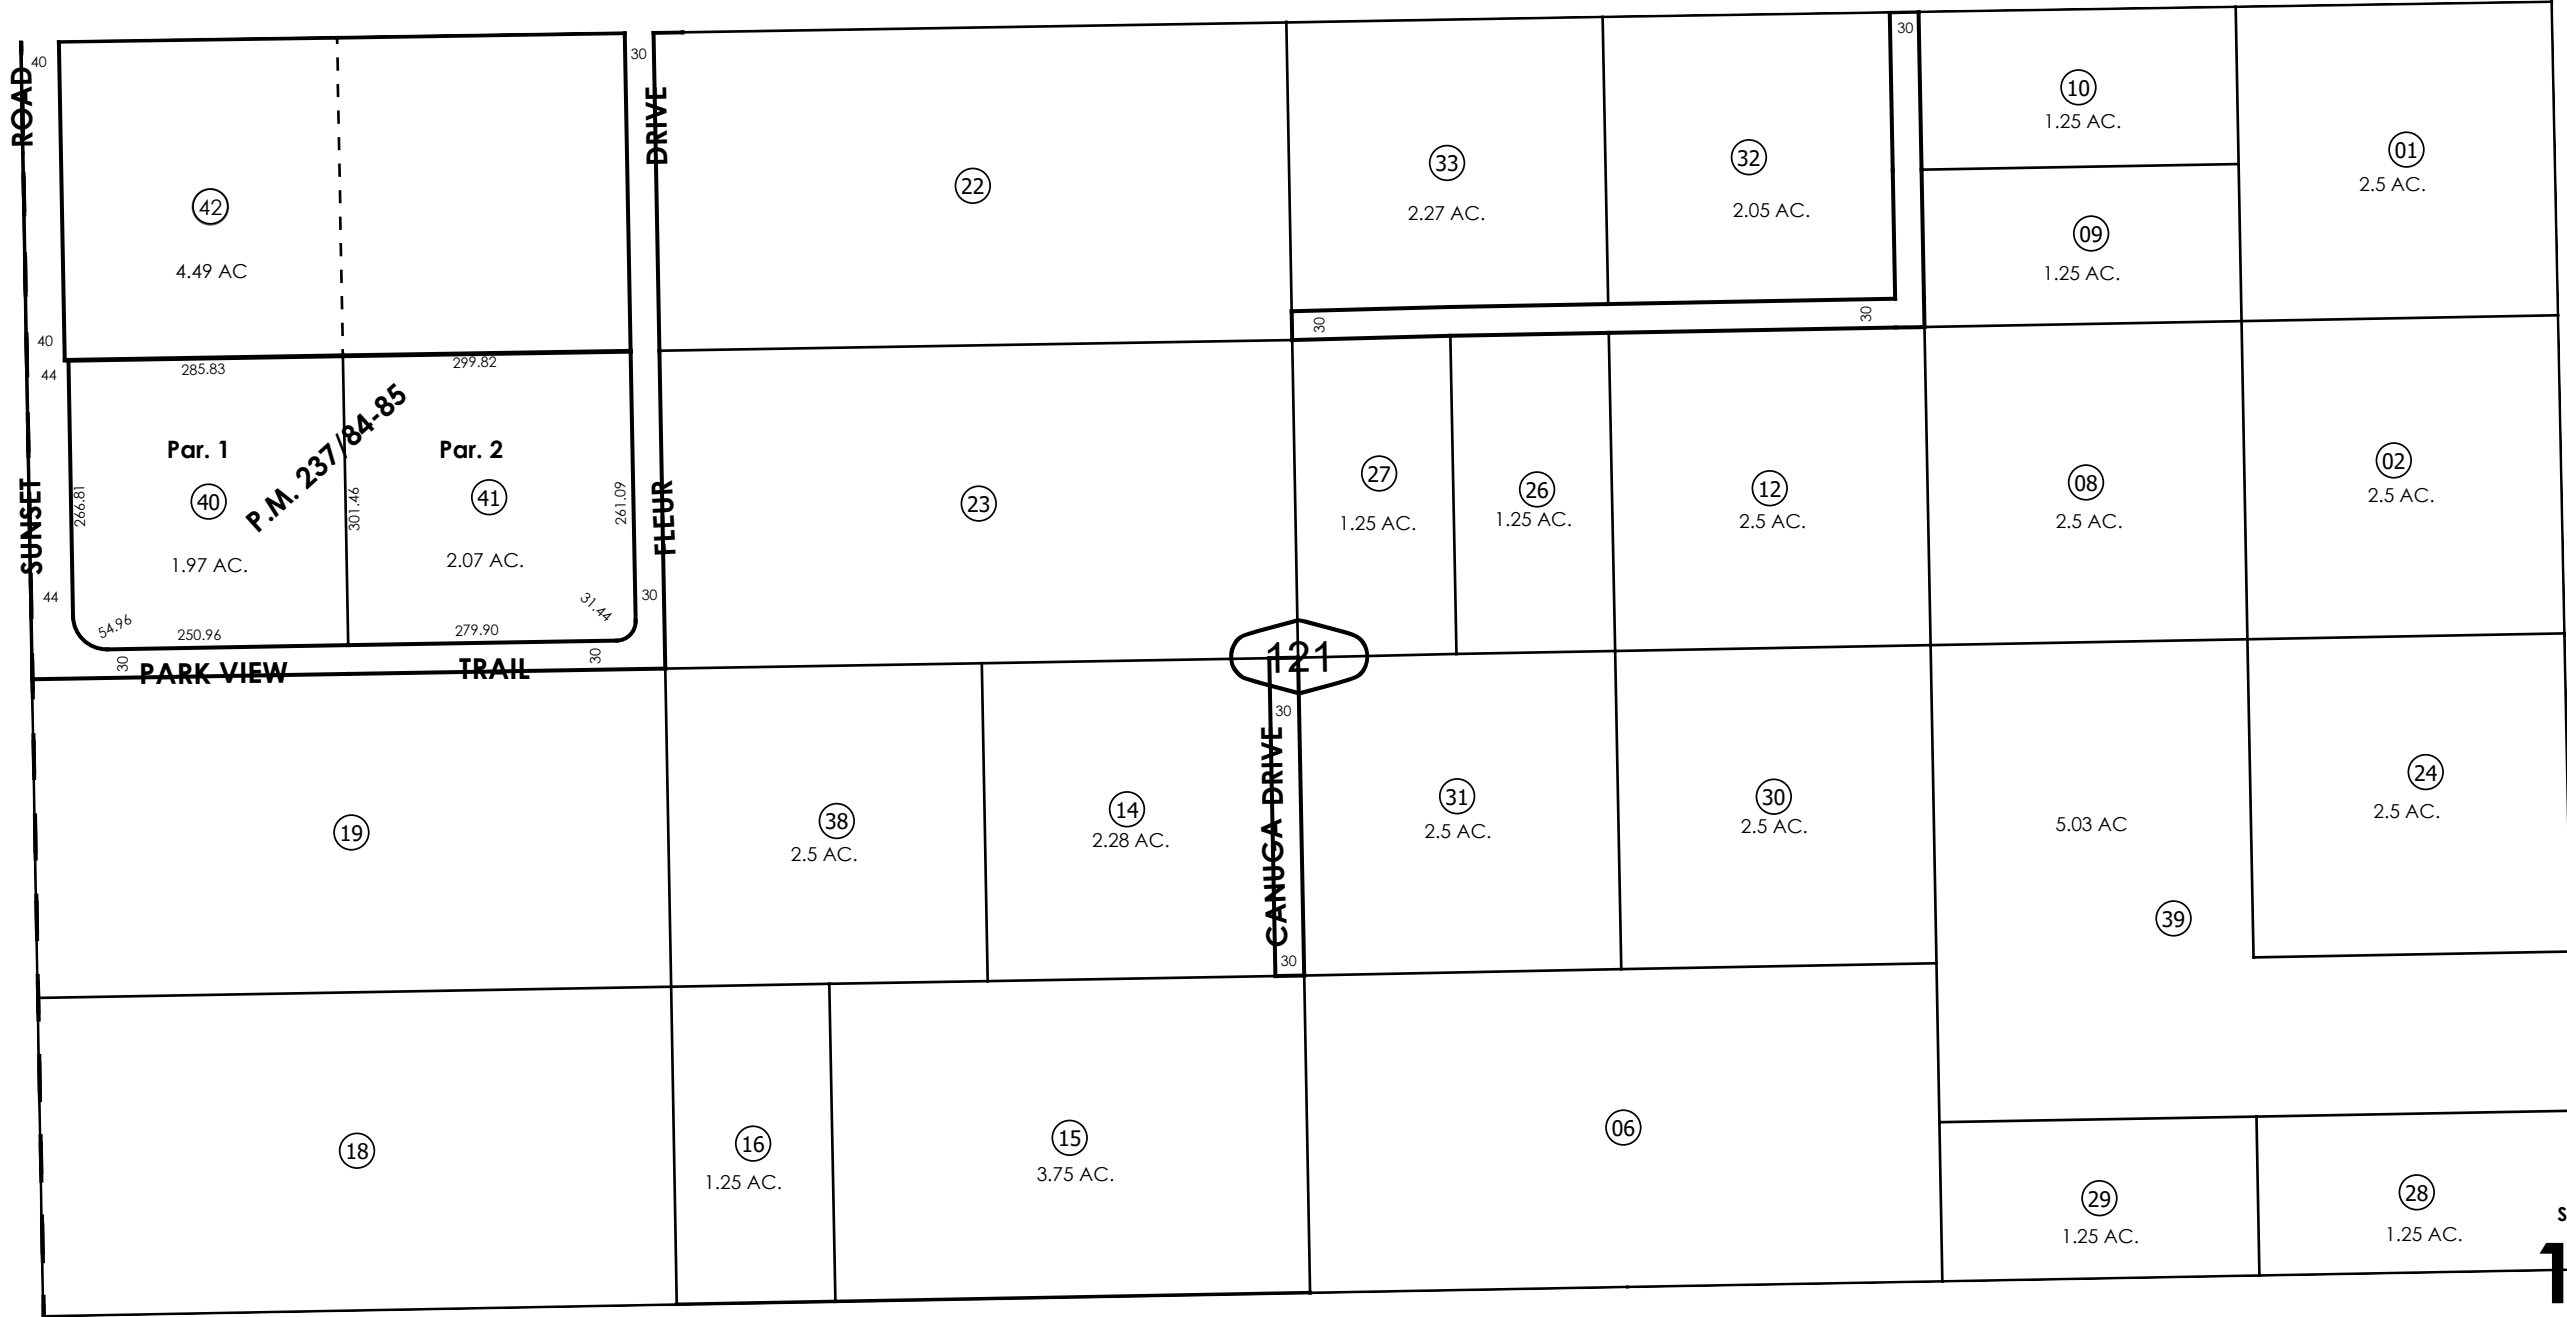 40
ROAD
30
DRIVE
30
10
1.25 AC.
01
2.5 AC.
33
2.27 AC.
32
2.05 AC.
22
42
4.49 AC
09
1.25 AC.
40
30
30
44
285.83
299.82
P.M. 237/84-85
Par. 1
40
1.97 AC.
266.81
301.46
Par. 2
41
2.07 AC.
261.09
SUNSET
FLEUR
23
27
1.25 AC.
26
1.25 AC.
12
2.5 AC.
08
2.5 AC.
02
2.5 AC.
44
54.96
250.96
279.90
31.44
30
30
30
PARK VIEW TRAIL
121
30
CANUGA DRIVE
30
19
38
2.5 AC.
14
2.28 AC.
31
2.5 AC.
30
2.5 AC.
5.03 AC
39
24
2.5 AC.
18
16
1.25 AC.
15
3.75 AC.
06
29
1.25 AC.
28
1.25 AC.
s
1